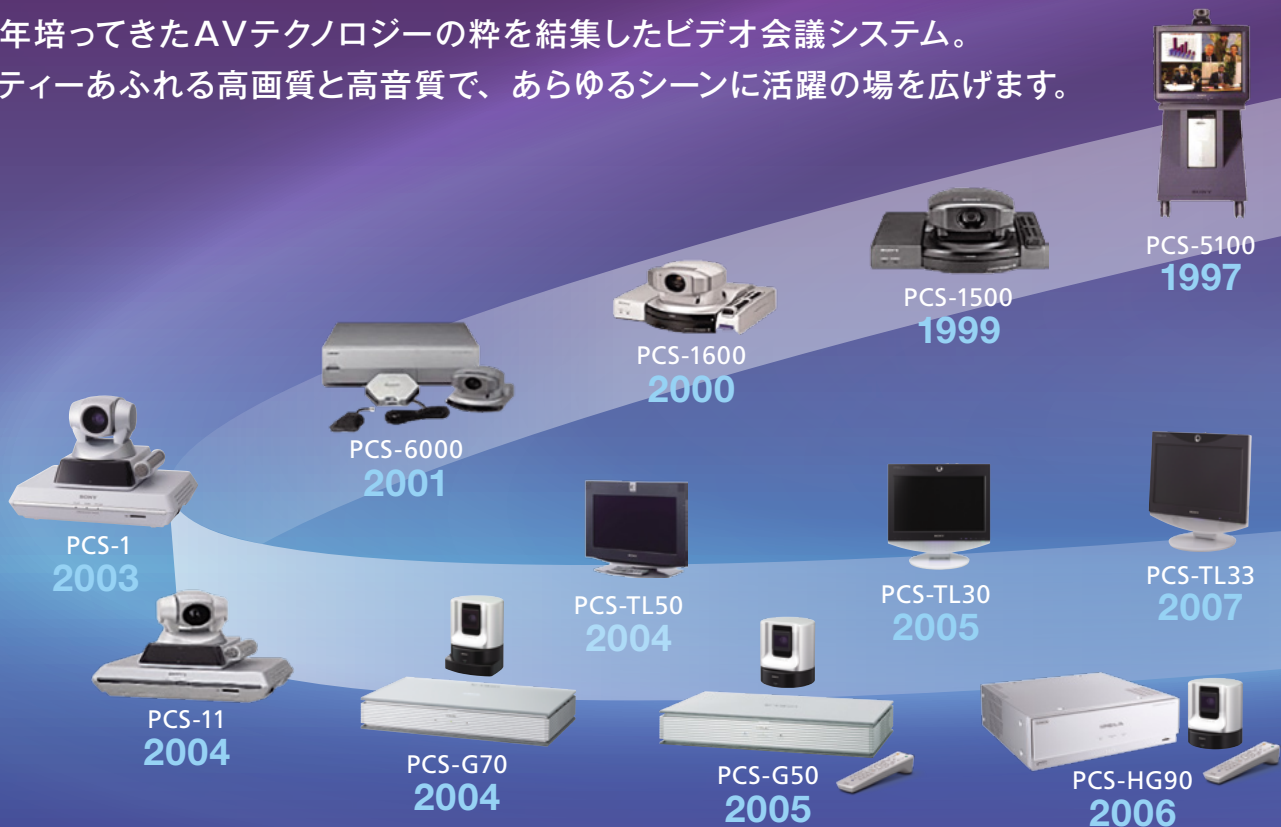 年培ってきたAVテクノロジーの粋を結集したビデオ会議システム。
ティーあふれる高画質と高音質で、あらゆるシーンに活躍の場を広げます。
PCS-5100
1997
PCS-1500
1999
PCS-1600
2000
PCS-6000
2001
SONY
PCS-1
2003
PCS-TL50
2004
PCS-TL30
2005
PCS-TL33
2007
PCS-11
2004
PCS-G70
2004
PCS-G50
2005
PCS-HG90
2006